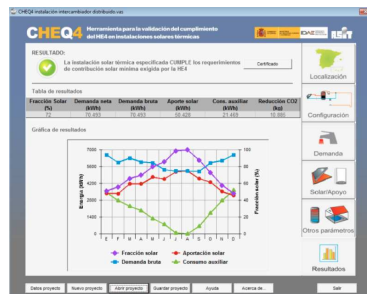 CHEQ4 instalación intercambiador distribuido.vaz
CHEQ4 Herramienta para la validación del cumplimiento
del HE4 en instalaciones solares térmicas
IDAE
RESULTADO:
La instalación solar térmica especificada CUMPLE los requerimientos
de contribución solar mínima exigida por la HE4
Certificado
Tabla de resultados
Fracción Solar Demanda neta Demanda bruta Aporte solar Cons. auxiliar Reducción CO2
(%) (kWh) (kWh) (kWh) (kWh) (kg)
72
Gráfica de resultados
Energía (kWh)
Fracción solar (%)
E F M A M J J A S O N D
Fracción solar Aportación solar
Demanda bruta Consumo auxiliar
Localización
Configuración
Demanda
Solar/Apoyo
Otros parámetros
Resultados
Datos proyecto Nuevo proyecto Abrir proyecto Guardar proyecto Ayuda Acerca de... Salir